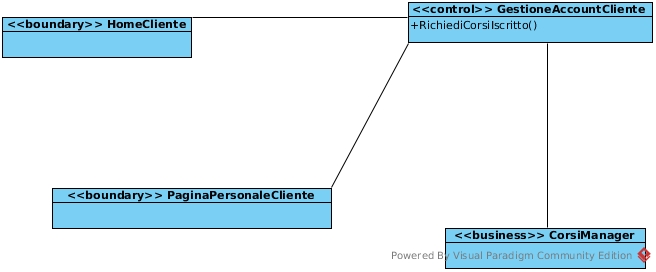 <<control>> GestioneAccountCliente
+RichiediCorsiIscritto()
<<boundary>> HomeCliente
<<boundary>> PaginaPersonaleCliente
<<business>> CorsiManager
Powered By Visual Paradigm Community Edition